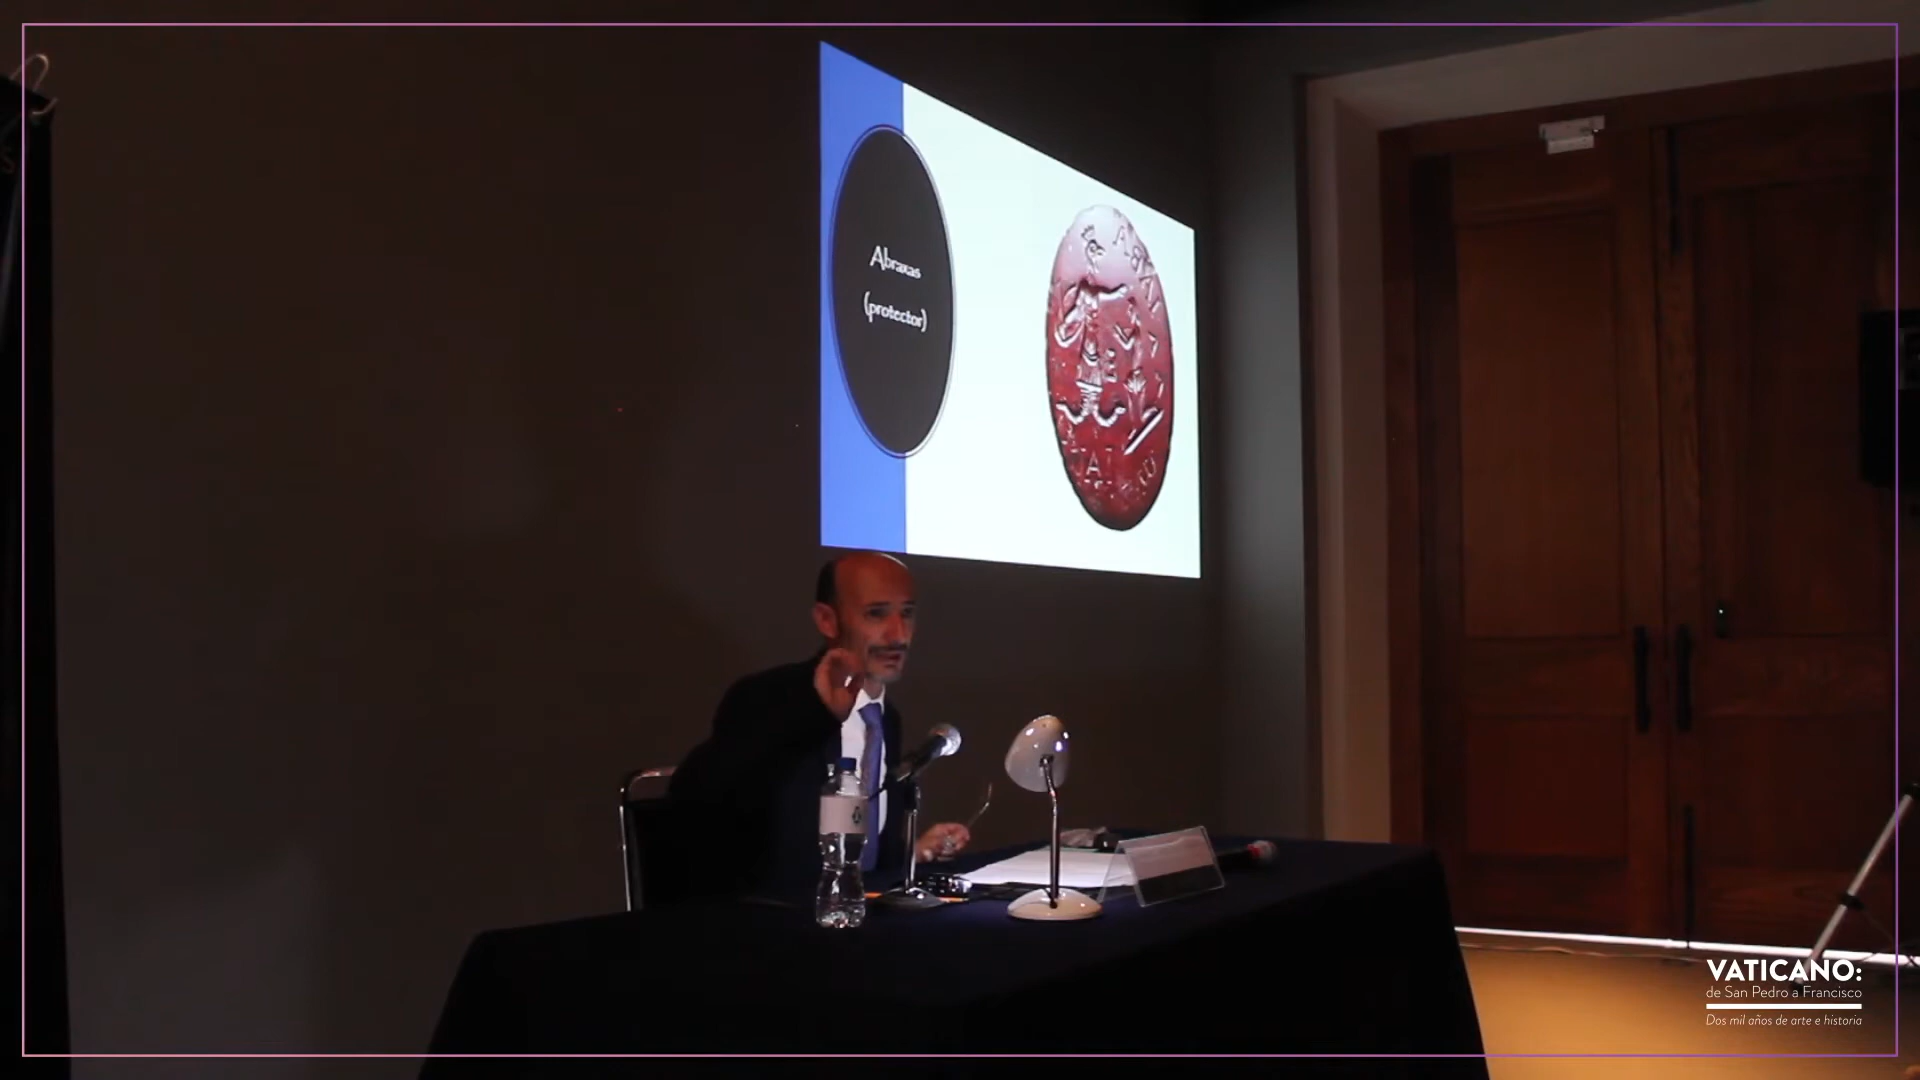 Abraxas
(protector)
VATICANO:
de San Pedro a Francisco
Dos mil años de arte e historia